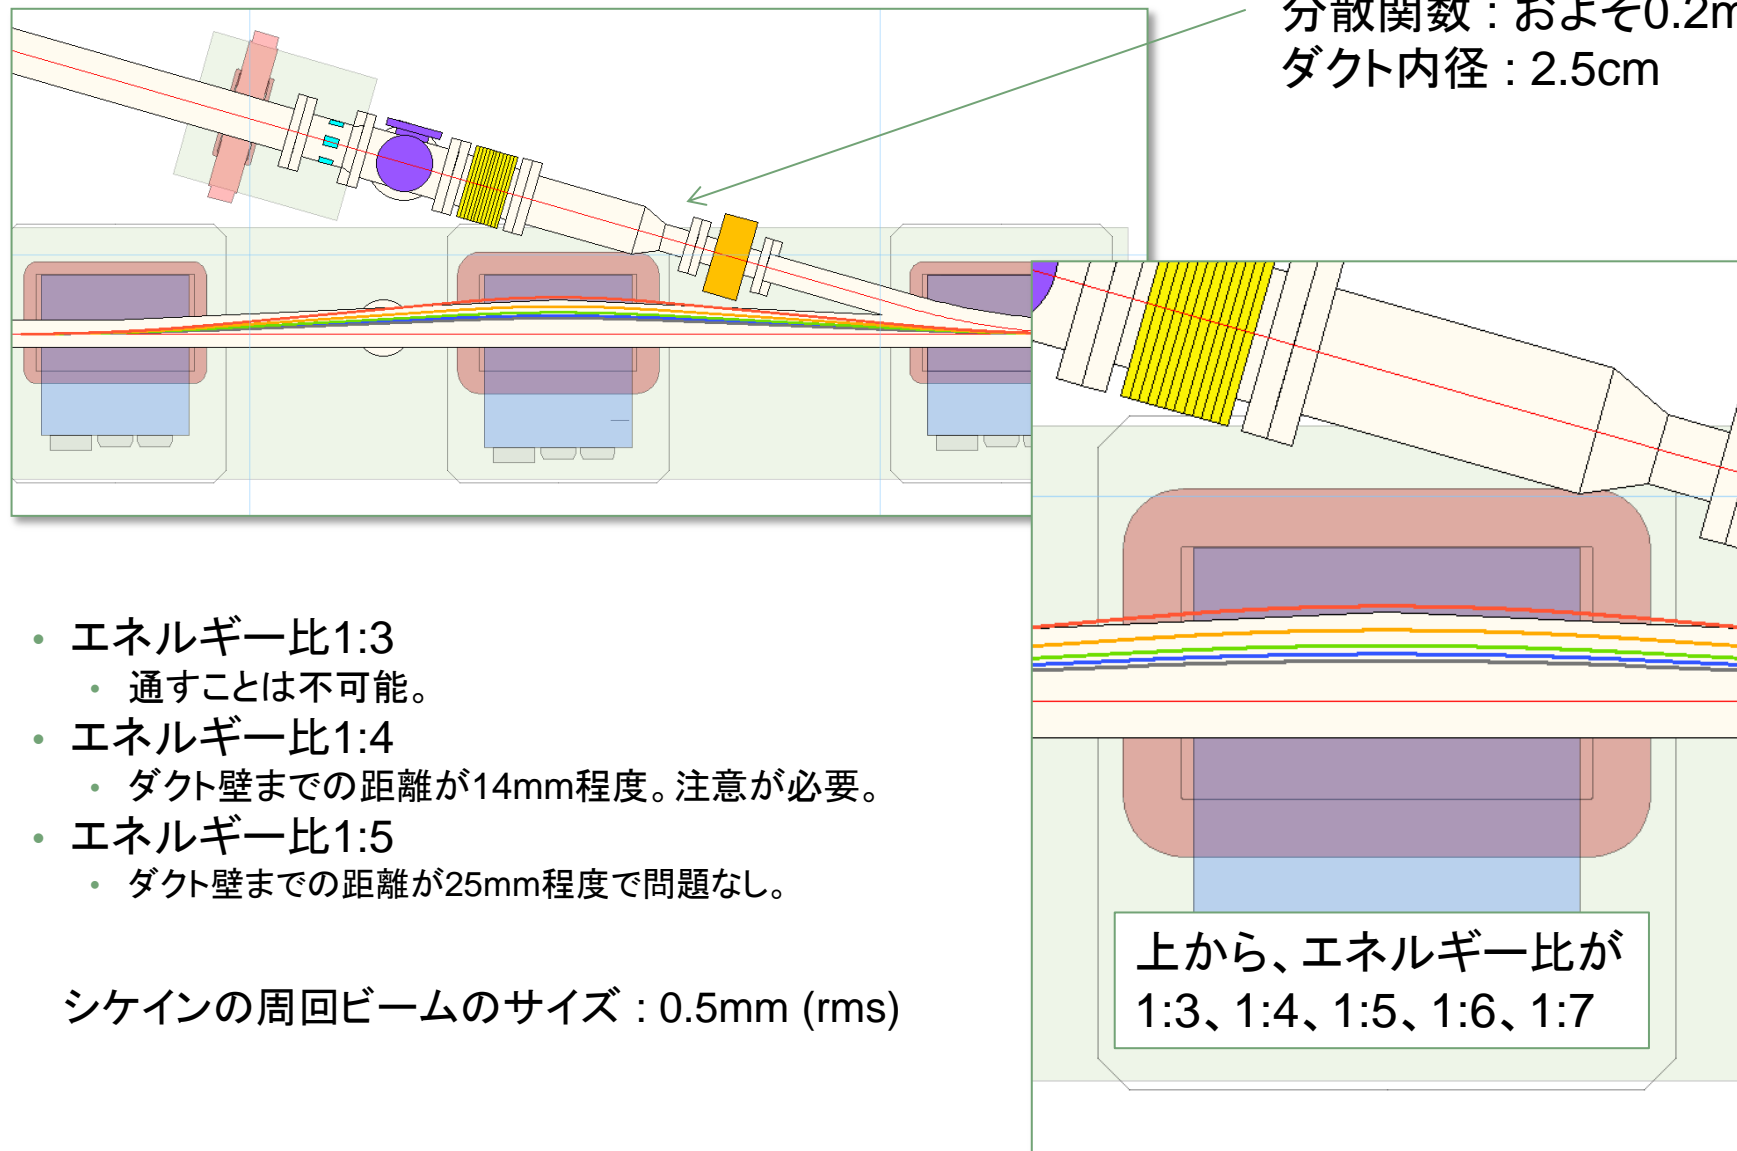 分散関数：およそ0.2m
ダクト内径：2.5cm
• エネルギー比1:3
• 通すことは不可能。
• エネルギー比1:4
• ダクト壁までの距離が14mm程度。注意が必要。
• エネルギー比1:5
• ダクト壁までの距離が25mm程度で問題なし。
シケインの周回ビームのサイズ：0.5mm (rms)
上から、エネルギー比が
1:3、1:4、1:5、1:6、1:7